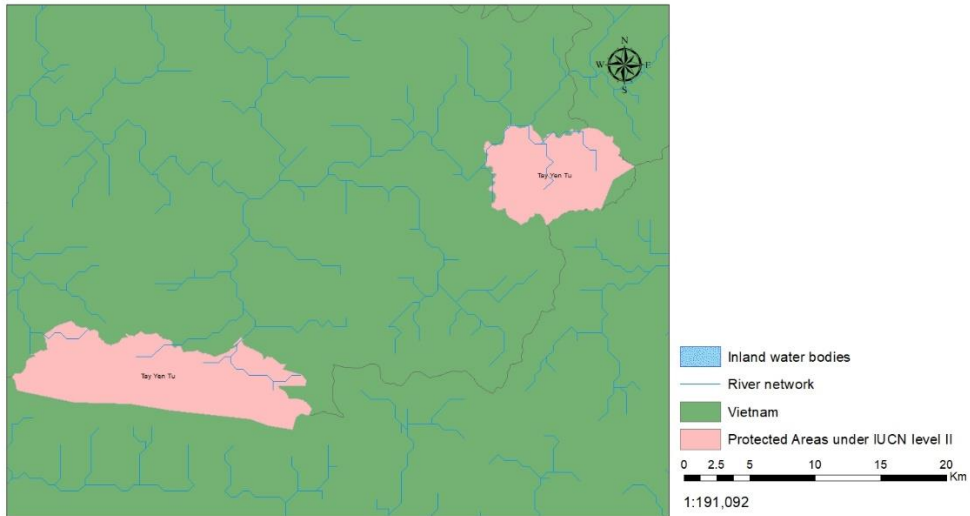 N
W E
S
Tay Yen Tu
Tay Yen Tu
Inland water bodies
River network
Vietnam
Protected Areas under IUCN level II
0 2.5 5 10 15 20
Km
1:191,092